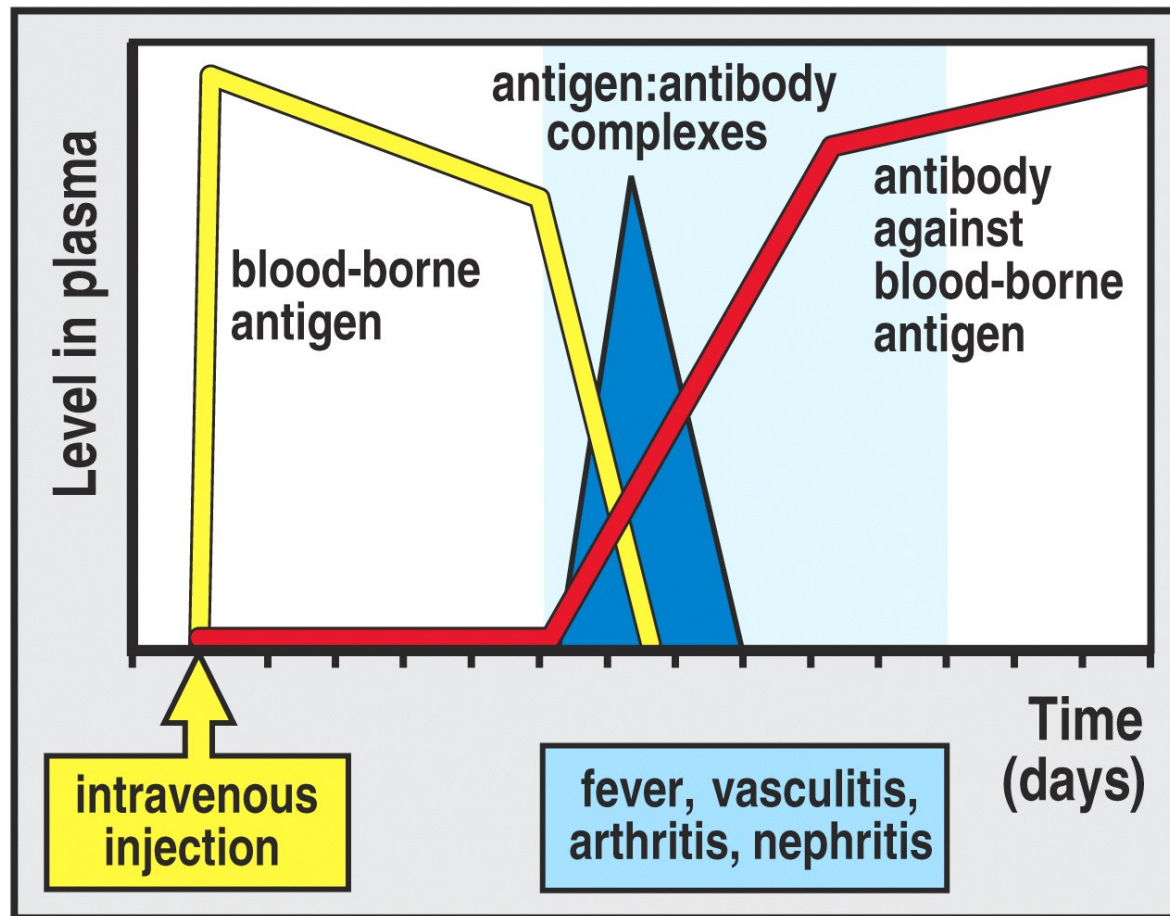 antigen:antibody
complexes
blood-borne
antigen
antibody
against
blood-borne
antigen
Level in plasma
Time
(days)
intravenous
injection
fever, vasculitis,
arthritis, nephritis